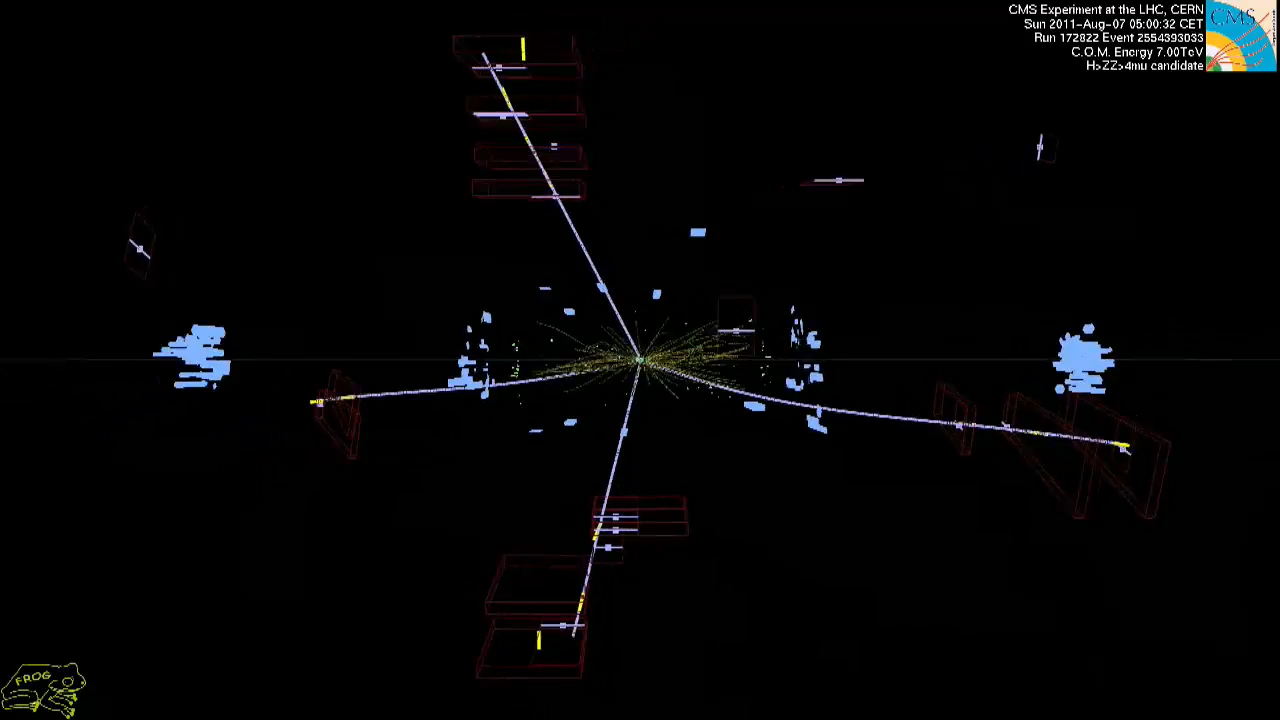 CMS Experiment at the LHC, CERN
Sun 2011-Aug-07 05:00:32 CET
Run 172822 Event 2554393033
C.O.M. Energy 7.00TeV
H>ZZ>4mu candidate
CMS
FROG